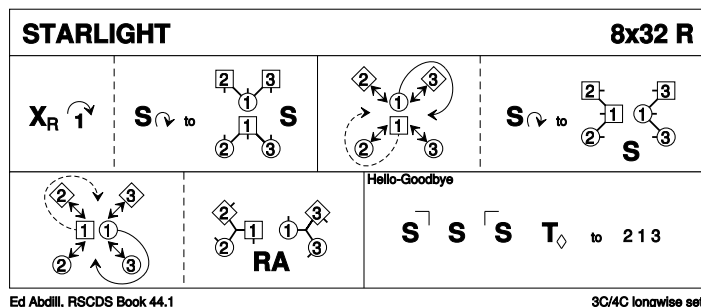 STARLIGHT 8x32 R
X R 1 S to 2 3 1 1 2 3 S 2 3 1 1 2 3 S to 2 3 1 1 2 3 S
2 3 1 1 2 3 2 3 1 1 2 3 RA Hello-Goodbye S S S T to 2 1 3
Ed Abdill, RSCDS Book 44.1 3C/4C longwise set